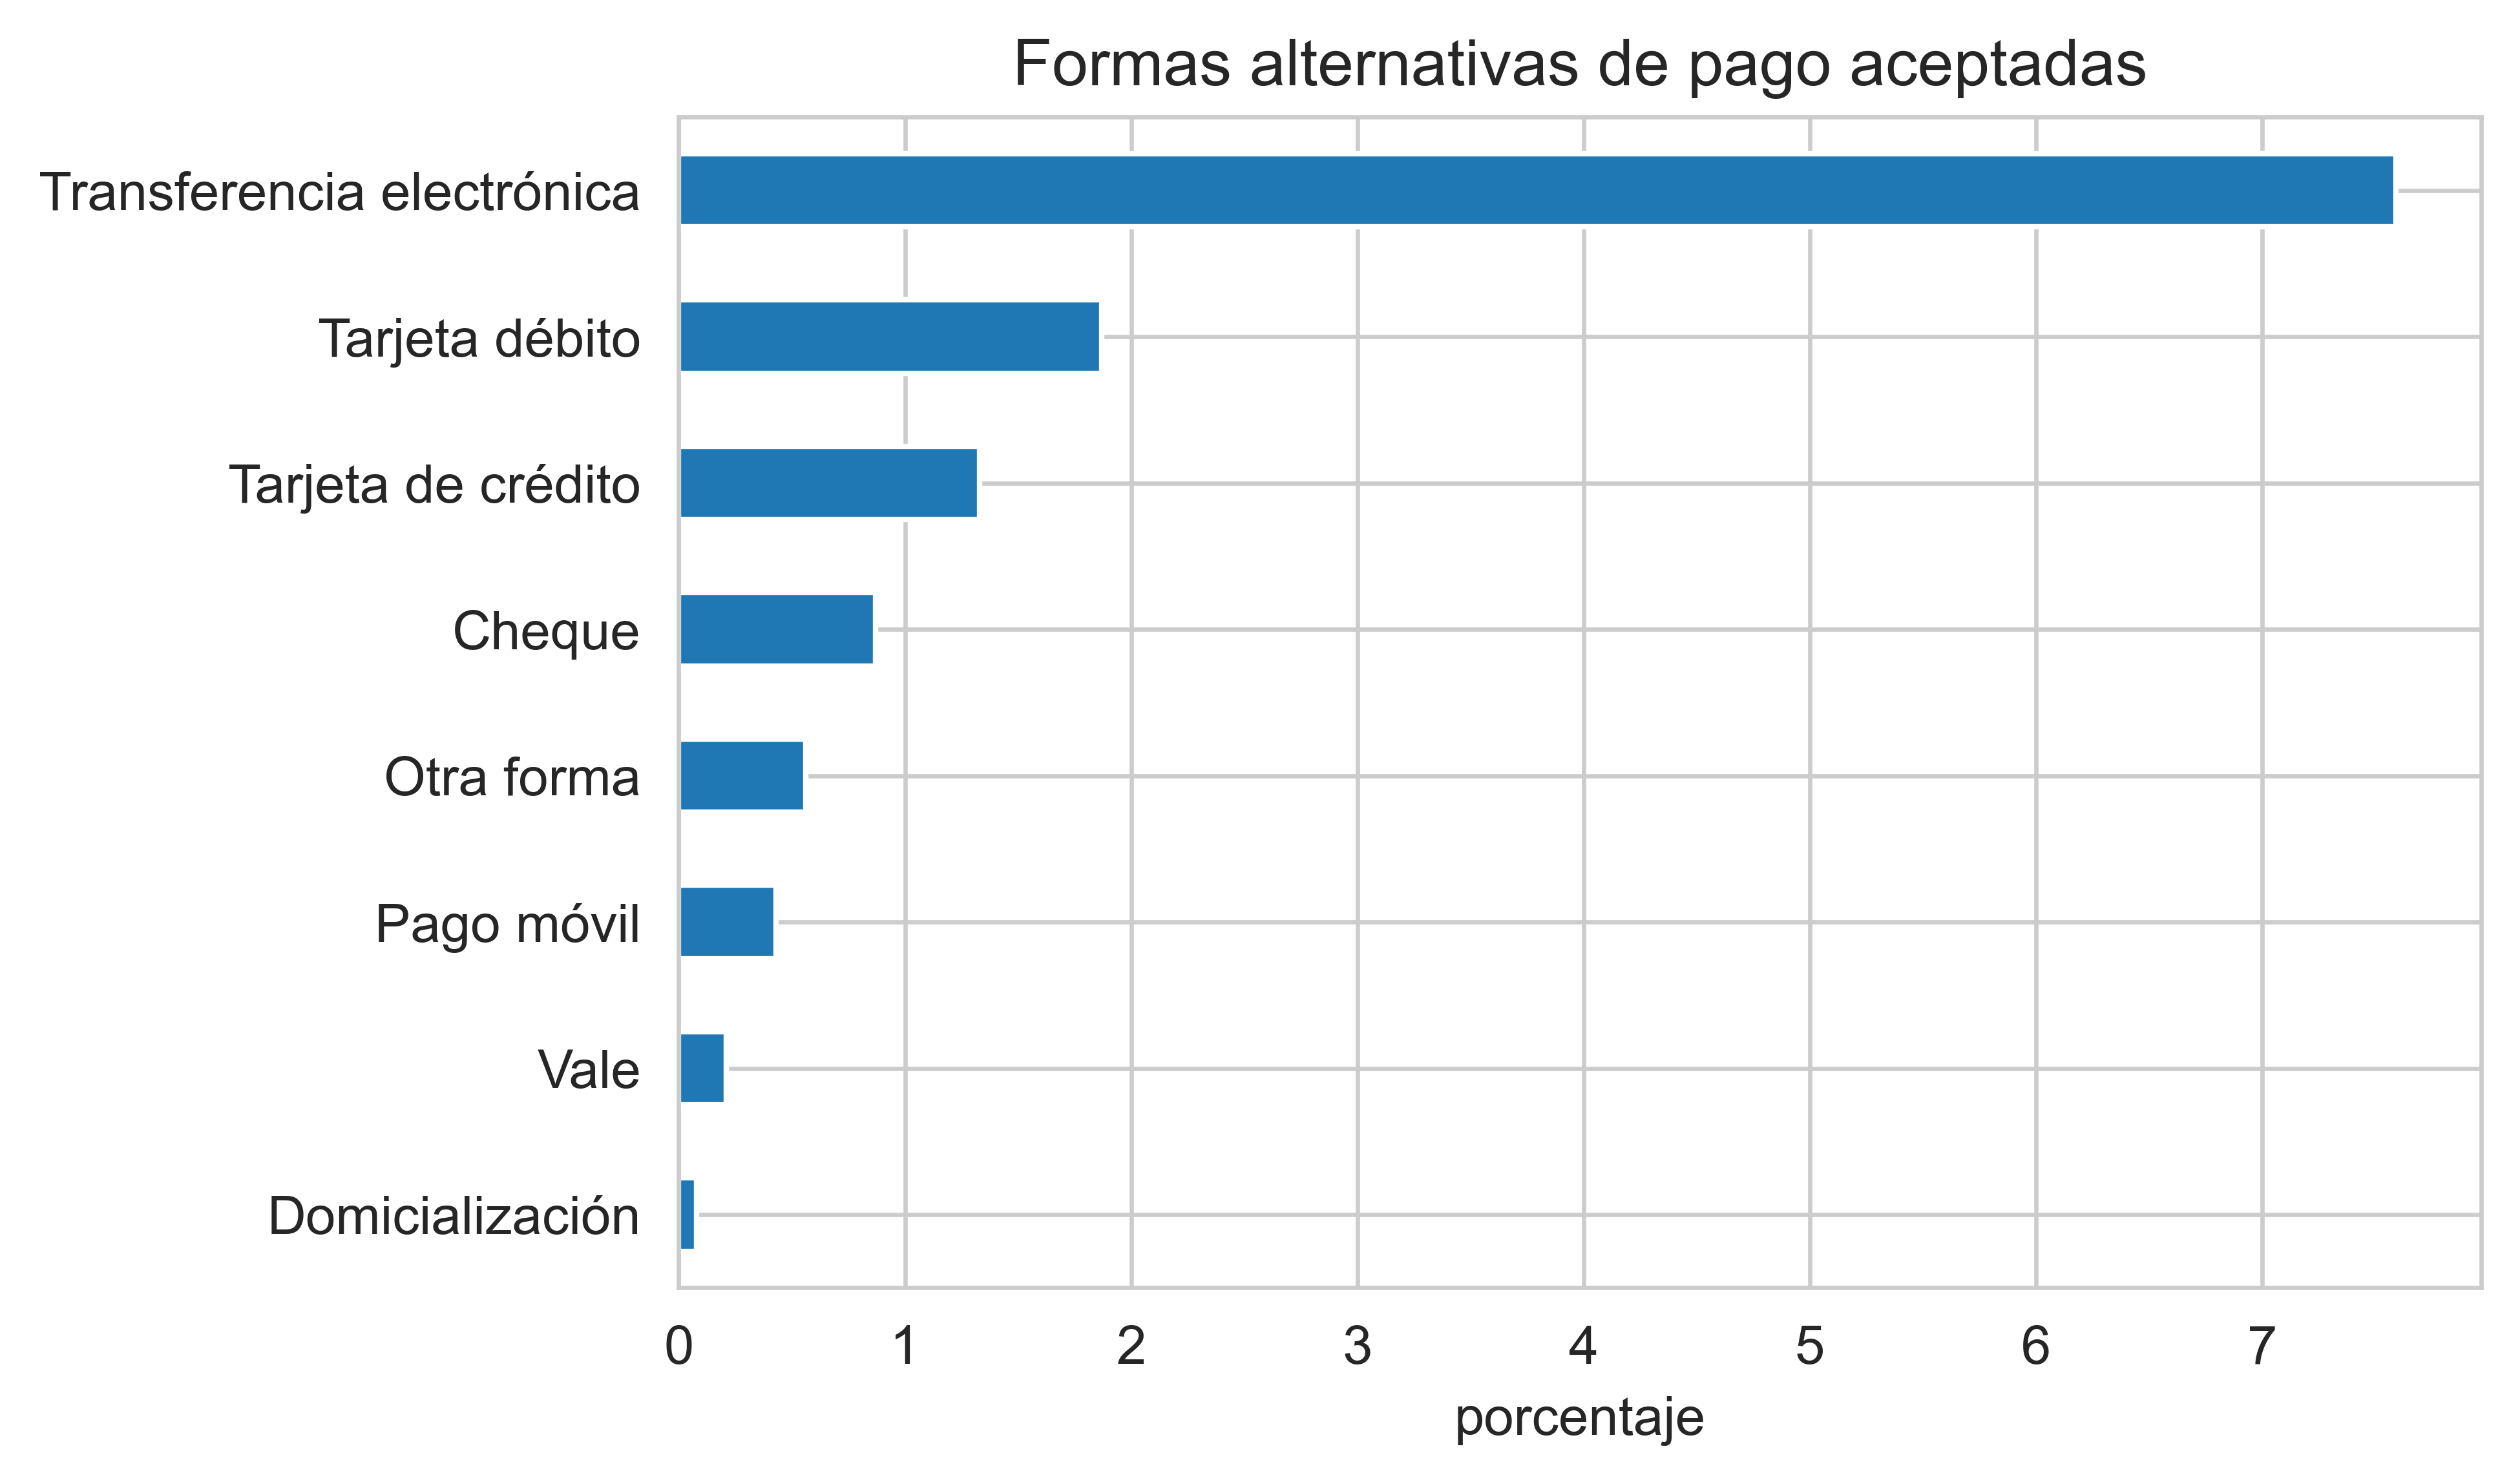 Formas alternativas de pago aceptadas
Transferencia electrónica
Tarjeta débito
Tarjeta de crédito
Cheque
Otra forma
Pago móvil
Vale
Domicialización
0 1 2 3 4 5 6 7
porcentaje